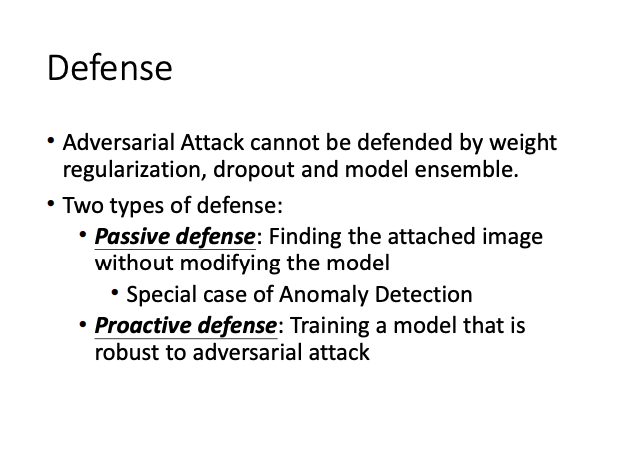 Defense
• Adversarial Attack cannot be defended by weight
regularization, dropout and model ensemble.
• Two types of defense:
• Passive defense: Finding the attached image
without modifying the model
• Special case of Anomaly Detection
• Proactive defense: Training a model that is
robust to adversarial attack